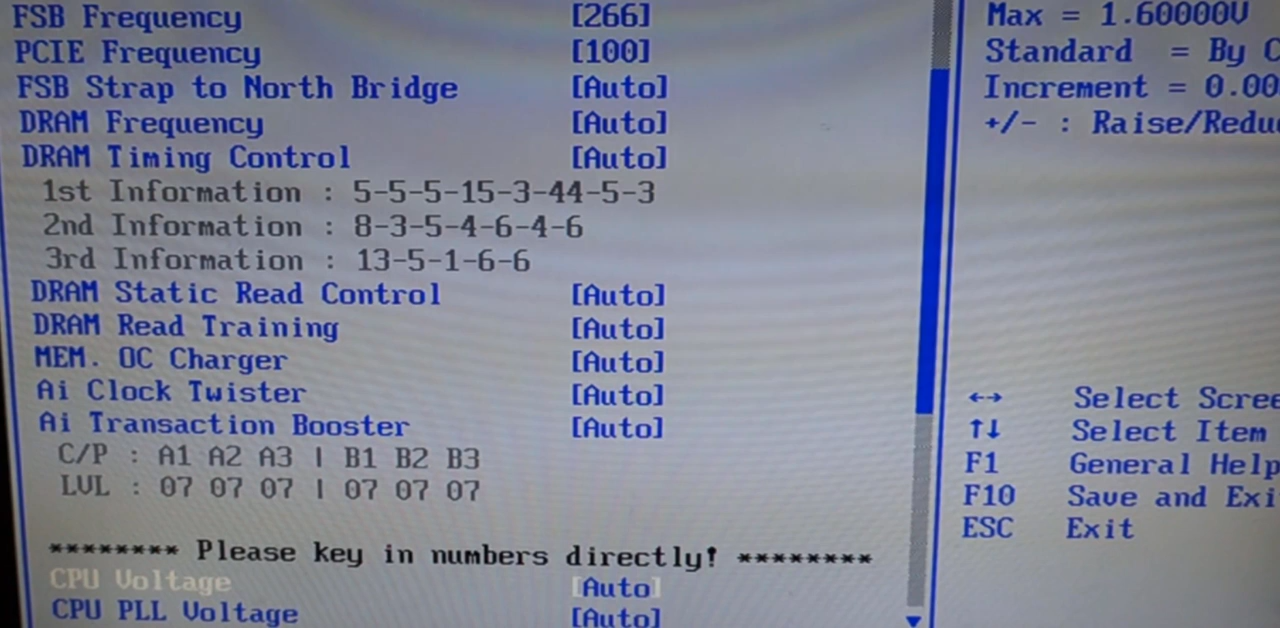 FSB Frequency [266]
PCIE Frequency [100]
FSB Strap to North Bridge [Auto]
DRAM Frequency [Auto]
DRAM Timing Control [Auto]
1st Information : 5-5-5-15-3-44-5-3
2nd Information : 8-3-5-4-6-4-6
3rd Information : 13-5-1-6-6
DRAM Static Read Control [Auto]
DRAM Read Training [Auto]
MEM. OC Charger [Auto]
Ai Clock Twister [Auto]
Ai Transaction Booster [Auto]
C/P : A1 A2 A3 | B1 B2 B3
LVL : 07 07 07 | 07 07 07
******** Please key in numbers directly! ********
CPU Voltage [Auto]
CPU PLL Voltage [Auto]
Max = 1.60000V
Standard = By
Increment = 0.00
+/- : Raise/Redu
←→ Select Scree
↑↓ Select Item
F1 General Help
F10 Save and Exi
ESC Exit